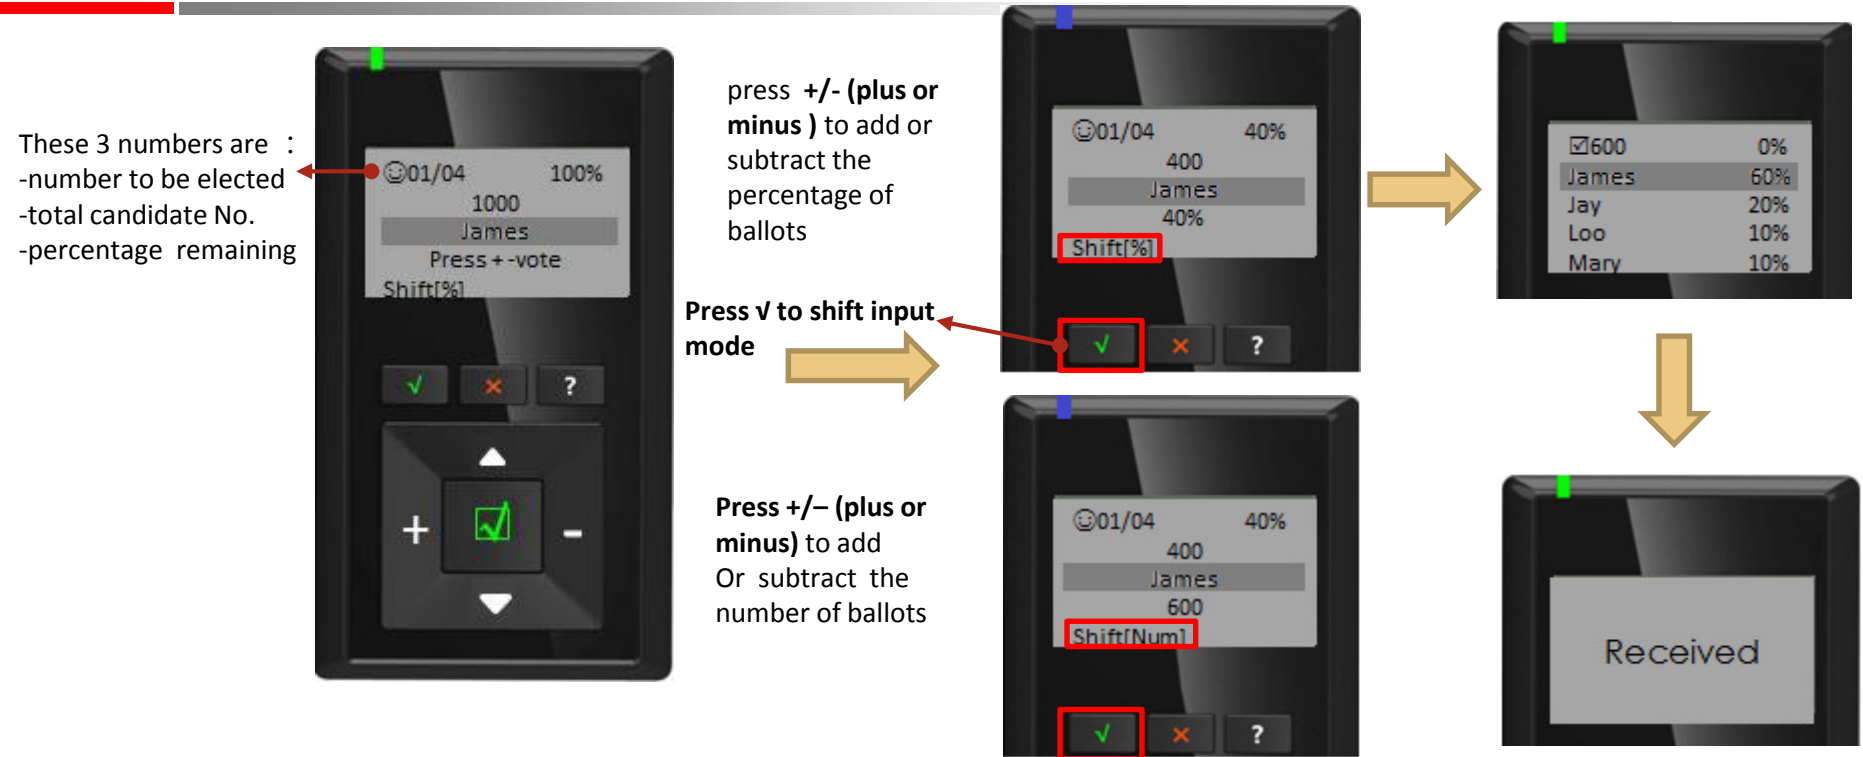 These 3 numbers are :
-number to be elected
-total candidate No.
-percentage remaining
☺01/04 100%
1000
James
Press + -vote
Shift[%]
√ × ?
+ ☑ -
press +/- (plus or
minus ) to add or
subtract the
percentage of
ballots
Press √ to shift input
mode
Press +/– (plus or
minus) to add
Or subtract the
number of ballots
☺01/04 40%
400
James
40%
Shift[%]
√ × ?
☺01/04 40%
400
James
600
Shift[Num]
√ × ?
☑600 0%
James 60%
Jay 20%
Loo 10%
Mary 10%
Received